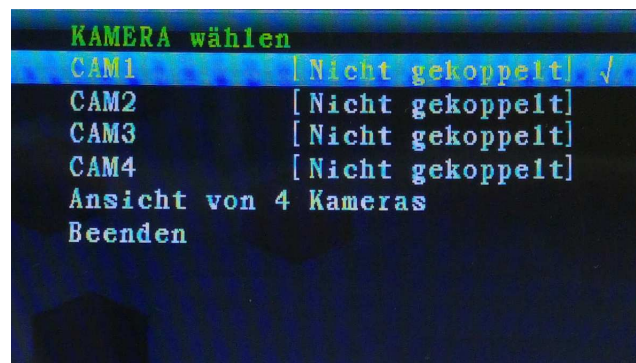 KAMERA wählen
CAM1 [Nicht gekoppelt] √
CAM2 [Nicht gekoppelt]
CAM3 [Nicht gekoppelt]
CAM4 [Nicht gekoppelt]
Ansicht von 4 Kameras
Beenden